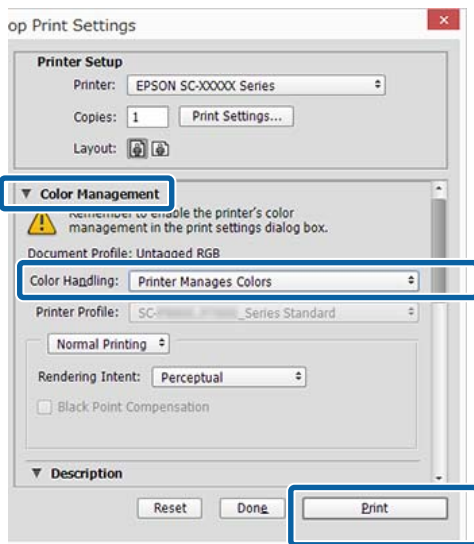 op Print Settings
Printer Setup
Printer: EPSON SC-XXXXX Series
Copies: 1 Print Settings...
Layout:
Color Management
Remember to enable the printer's color
management in the print settings dialog box.
Document Profile: Untagged RGB
Color Handling: Printer Manages Colors
Printer Profile: SC- _Series Standard
Normal Printing
Rendering Intent: Perceptual
Black Point Compensation
Description
Reset Done Print